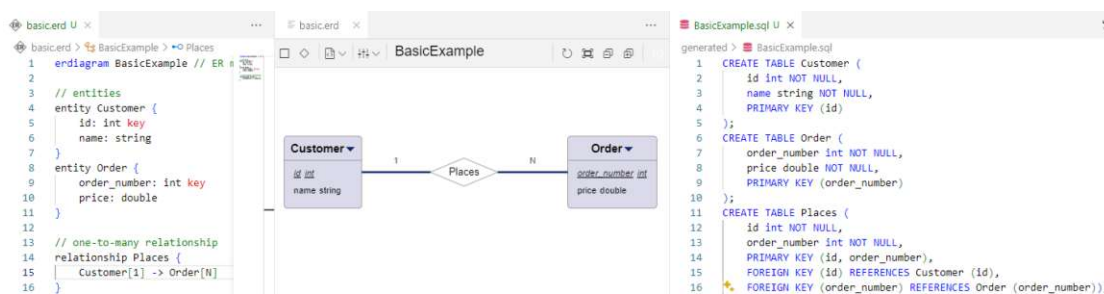 basic.erd U
basic.erd > BasicExample > Places
1 erdiagram BasicExample // ER
2
3 // entities
4 entity Customer {
5 id: int key
6 name: string
7 }
8 entity Order {
9 order_number: int key
10 price: double
11 }
12
13 // one-to-many relationship
14 relationship Places {
15 Customer[1] -> Order[N]
16 }
basic.erd
BasicExample
Customer
id int
name string
1
Places
N
Order
order_number int
price double
BasicExample.sql U
generated > BasicExample.sql
1 CREATE TABLE Customer (
2 id int NOT NULL,
3 name string NOT NULL,
4 PRIMARY KEY (id)
5 );
6 CREATE TABLE Order (
7 order_number int NOT NULL,
8 price double NOT NULL,
9 PRIMARY KEY (order_number)
10 );
11 CREATE TABLE Places (
12 id int NOT NULL,
13 order_number int NOT NULL,
14 PRIMARY KEY (id, order_number),
15 FOREIGN KEY (id) REFERENCES Customer (id),
16 FOREIGN KEY (order_number) REFERENCES Order (order_number))